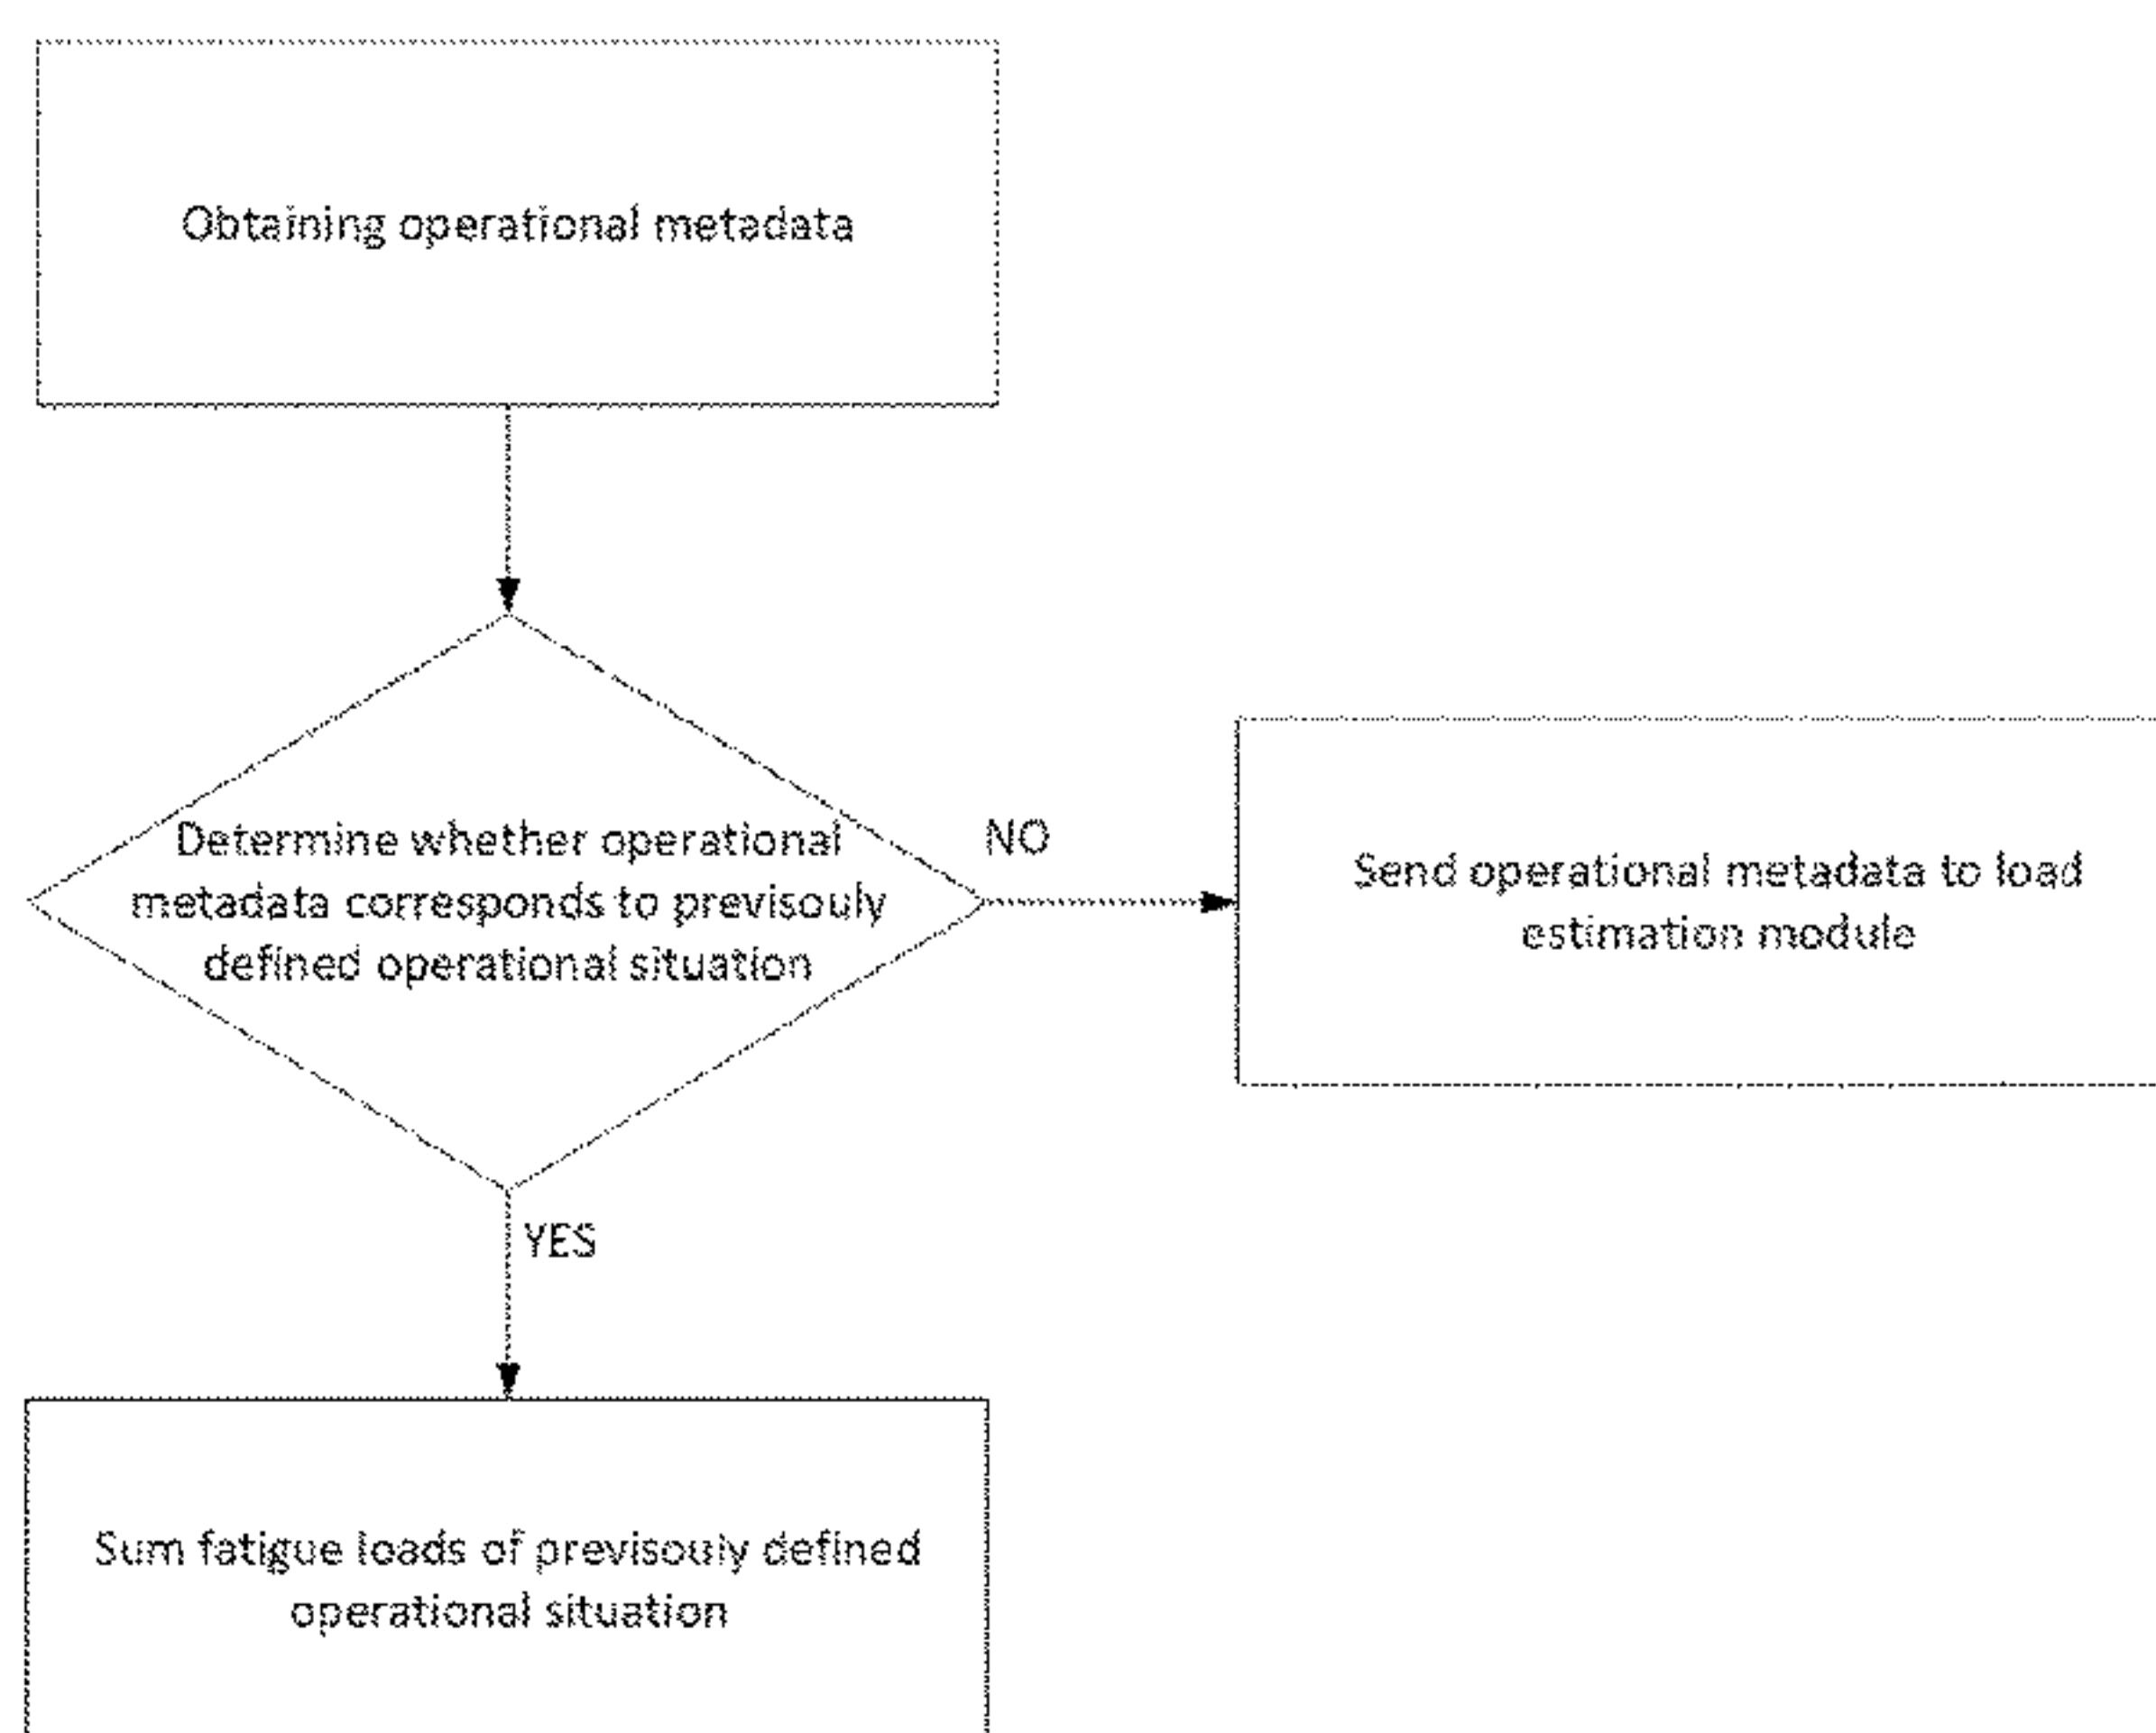 Obtaining operational metadata
Determine whether operational
metadata corresponds to previsouly
defined operational situation
NO
Send operational metadata to load
estimation module
YES
Sum fatigue loads of previsouly defined
operational situation